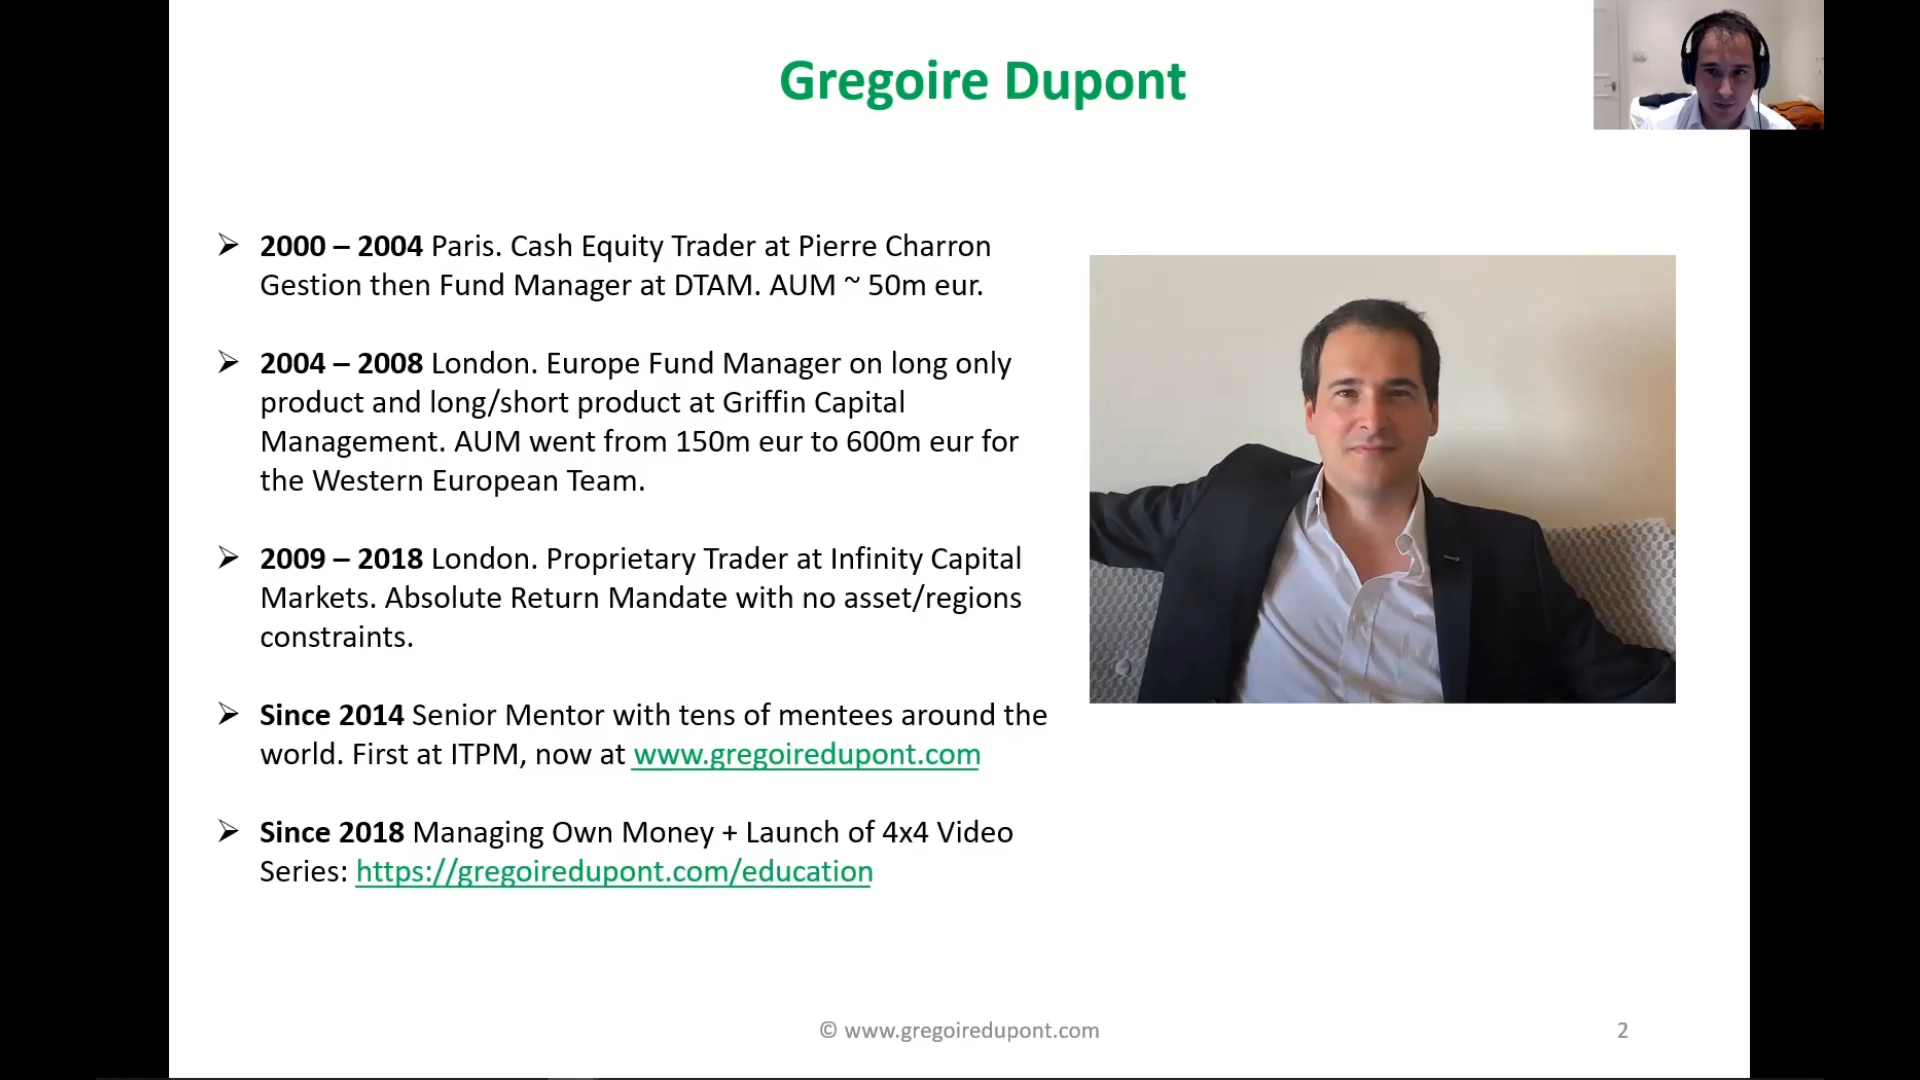 Gregoire Dupont
➢ 2000 – 2004 Paris. Cash Equity Trader at Pierre Charron
Gestion then Fund Manager at DTAM. AUM ~ 50m eur.
➢ 2004 – 2008 London. Europe Fund Manager on long only
product and long/short product at Griffin Capital
Management. AUM went from 150m eur to 600m eur for
the Western European Team.
➢ 2009 – 2018 London. Proprietary Trader at Infinity Capital
Markets. Absolute Return Mandate with no asset/regions
constraints.
➢ Since 2014 Senior Mentor with tens of mentees around the
world. First at ITPM, now at www.gregoiredupont.com
➢ Since 2018 Managing Own Money + Launch of 4x4 Video
Series: https://gregoiredupont.com/education
© www.gregoiredupont.com
2